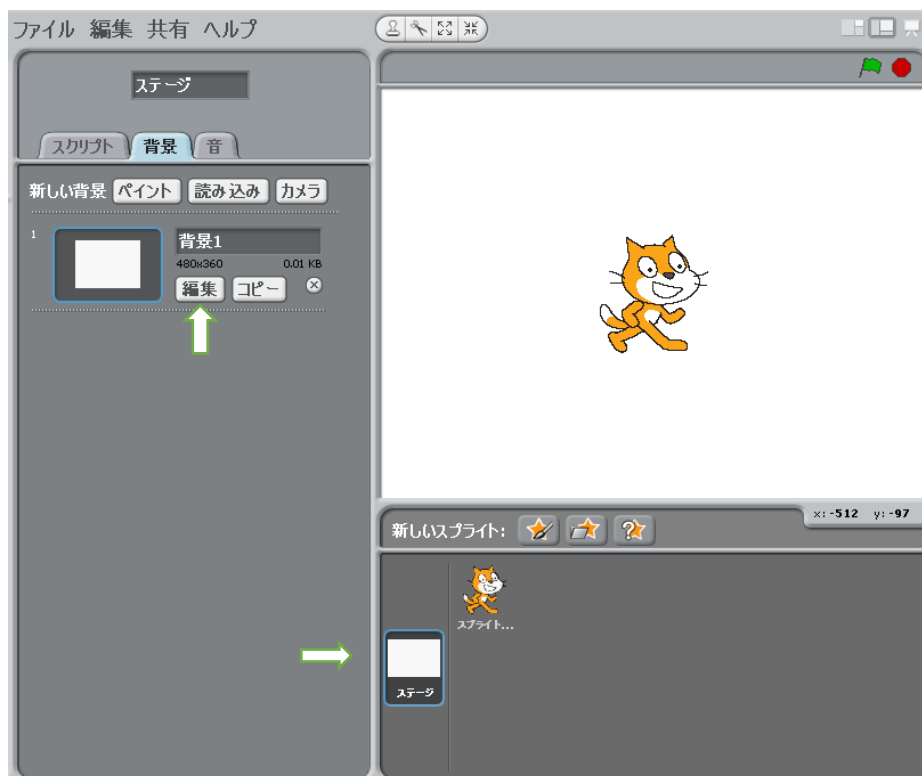 ファイル 編集 共有 ヘルプ
ステージ
スクリプト 背景 音
新しい背景 ペイント 読み込み カメラ
1
背景1
480x360 0.01 KB
編集 コピー
x: -512 y: -97
新しいスプライト:
スプライト...
ステージ